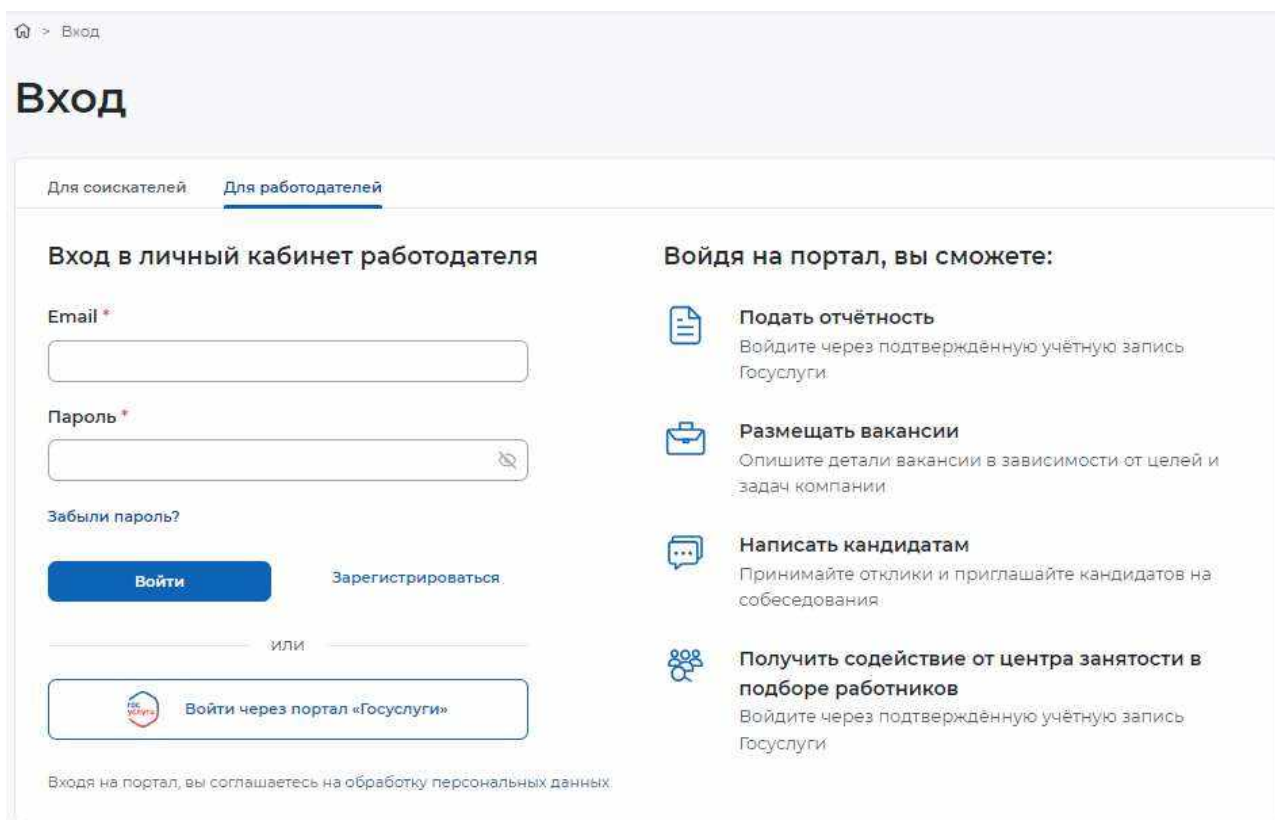 > Вход
Вход
Для соискателей Для работодателей
Вход в личный кабинет работодателя
Email *
Пароль *
Забыли пароль?
Войти Зарегистрироваться
или
гос услуги Войти через портал «Госуслуги»
Входя на портал, вы соглашаетесь на обработку персональных данных
Войдя на портал, вы сможете:
Подать отчётность
Войдите через подтверждённую учётную запись
Госуслуги
Размещать вакансии
Опишите детали вакансии в зависимости от целей и
задач компании
Написать кандидатам
Принимайте отклики и приглашайте кандидатов на
собеседования
Получить содействие от центра занятости в
подборе работников
Войдите через подтверждённую учётную запись
Госуслуги